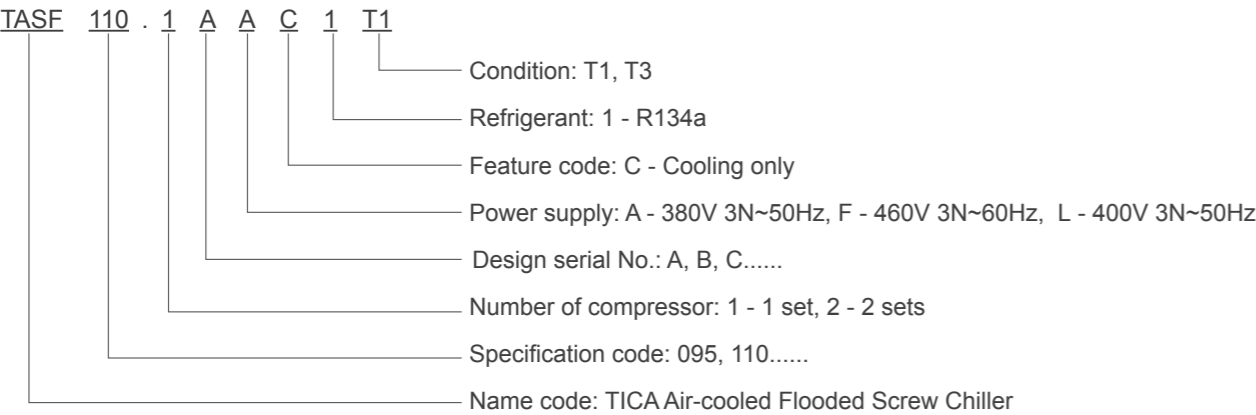 TASF 110 . 1 A A C 1 T1
Condition: T1, T3
Refrigerant: 1 - R134a
Feature code: C - Cooling only
Power supply: A - 380V 3N~50Hz, F - 460V 3N~60Hz, L - 400V 3N~50Hz
Design serial No.: A, B, C......
Number of compressor: 1 - 1 set, 2 - 2 sets
Specification code: 095, 110......
Name code: TICA Air-cooled Flooded Screw Chiller